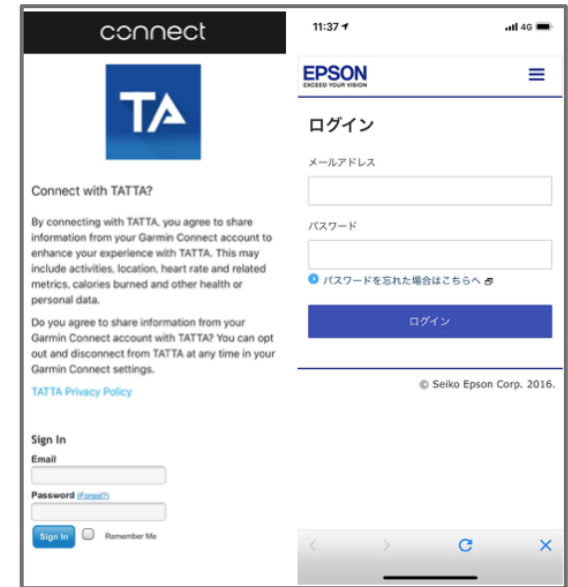 connect
TA
Connect with TATTA?
By connecting with TATTA, you agree to share
information from your Garmin Connect account to
enhance your experience with TATTA. This may
include activities, location, heart rate and related
metrics, calories burned and other health or
personal data.
Do you agree to share information from your
Garmin Connect account with TATTA? You can opt
out and disconnect from TATTA at any time in your
Garmin Connect settings.
TATTA Privacy Policy
Sign In
Email
Password (Forgot?)
Sign In Remember Me
11:37 4G
EPSON
EXCEED YOUR VISION
ログイン
メールアドレス
パスワード
パスワードを忘れた場合はこちらへ
ログイン
© Seiko Epson Corp. 2016.